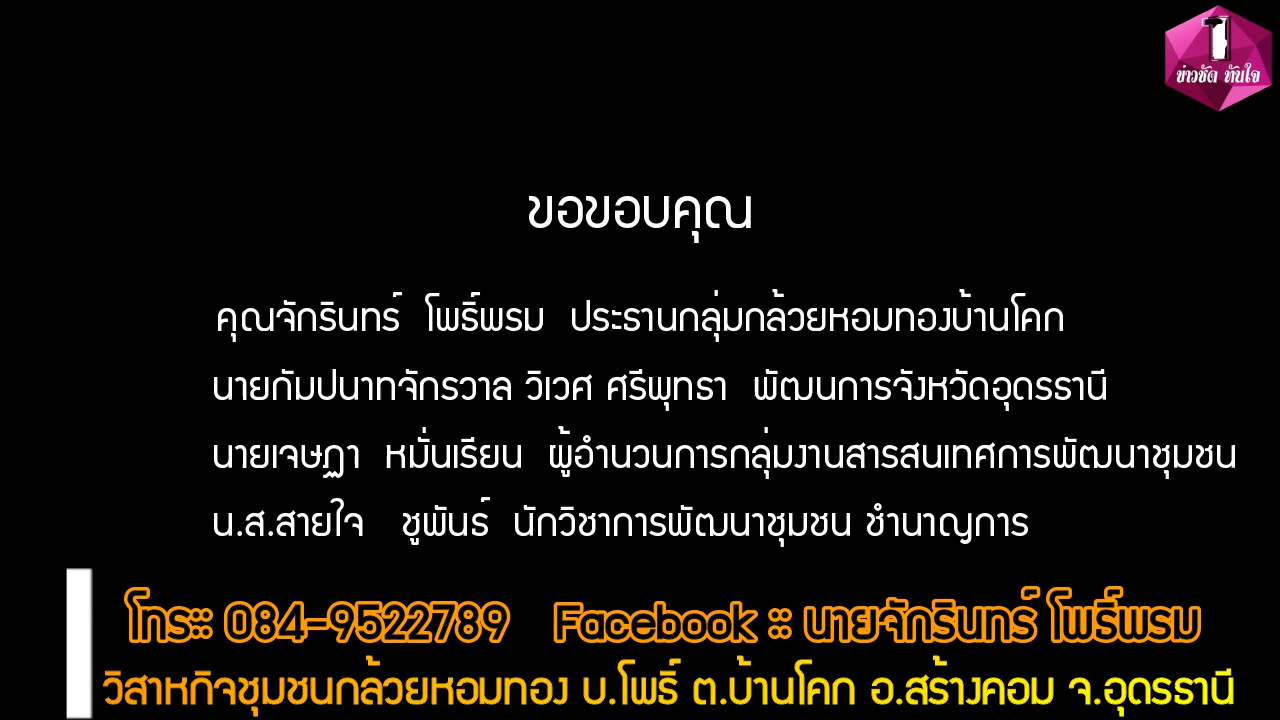 ข่าวชัด ทันใจ
ขอขอบคุณ
คุณจักรินทร์ โพธิ์พรม ประธานกลุ่มกล้วยหอมทองบ้านโคก
นายกัมปนาทจักรวาล วิเวศ ศรีพุทธา พัฒนการจังหวัดอุดรธานี
นายเจษฎา หมั่นเรียน ผู้อำนวนการกลุ่มงานสารสนเทศการพัฒนาชุมชน
น.ส.สายใจ ชูพันธ์ นักวิชาการพัฒนาชุมชน ชำนาญการ
โทร:: 084-9522789 Facebook :: นายจักรินทร์ โพธิ์พรม
วิสาหกิจชุมชนกล้วยหอมทอง บ.โพธิ์ ต.บ้านโคก อ.สร้างคอม จ.อุดรธานี